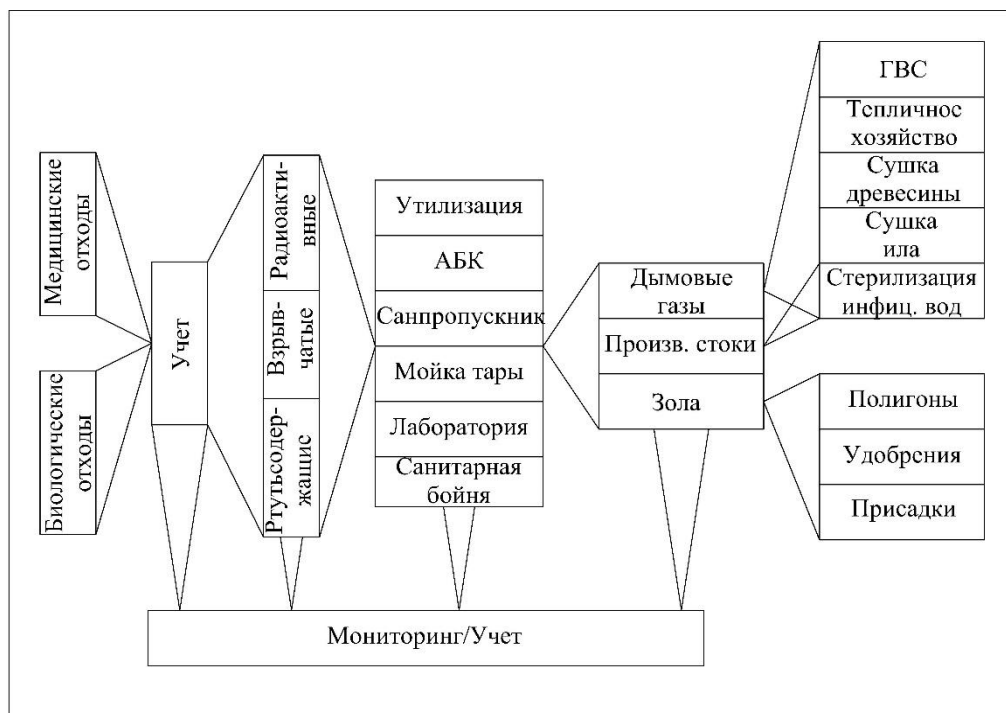 Медицинские
отходы
Биологические
отходы
Учет
Радиоакти-
вные
Взрыв-
чатые
Ртутьсодер-
жащие
Утилизация
АБК
Санпропускник
Мойка тары
Лаборатория
Санитарная
бойня
Дымовые
газы
Произв. стоки
Зола
ГВС
Тепличное
хозяйство
Сушка
древесины
Сушка
ила
Стерилизация
инфиц. вод
Полигоны
Удобрения
Присадки
Мониторинг/Учет